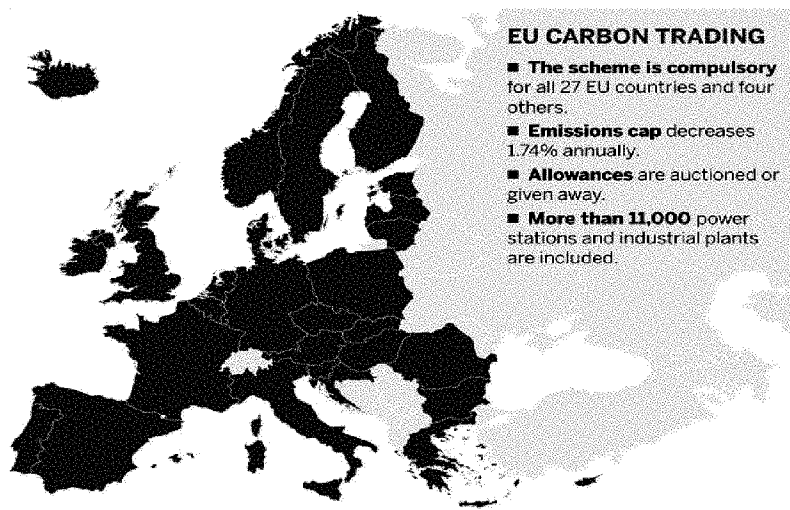 EU CARBON TRADING
■ The scheme is compulsory
for all 27 EU countries and four
others.
■ Emissions cap decreases
1.74% annually.
■ Allowances are auctioned or
given away.
■ More than 11,000 power
stations and industrial plants
are included.